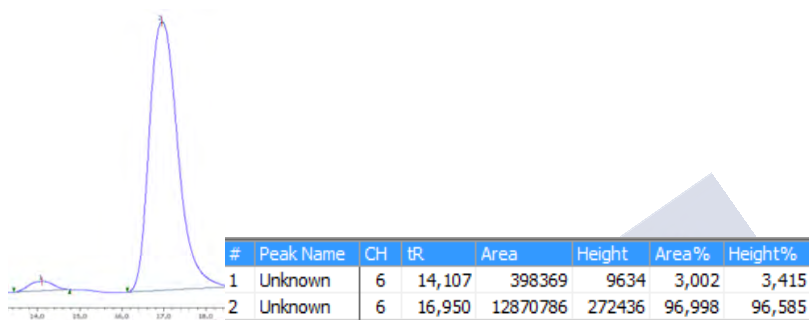 # Peak Name CH tR Area Height Area% Height%
1 Unknown 6 14,107 398369 9634 3,002 3,415
2 Unknown 6 16,950 12870786 272436 96,998 96,585
14,0 15,0 16,0 17,0 18,0